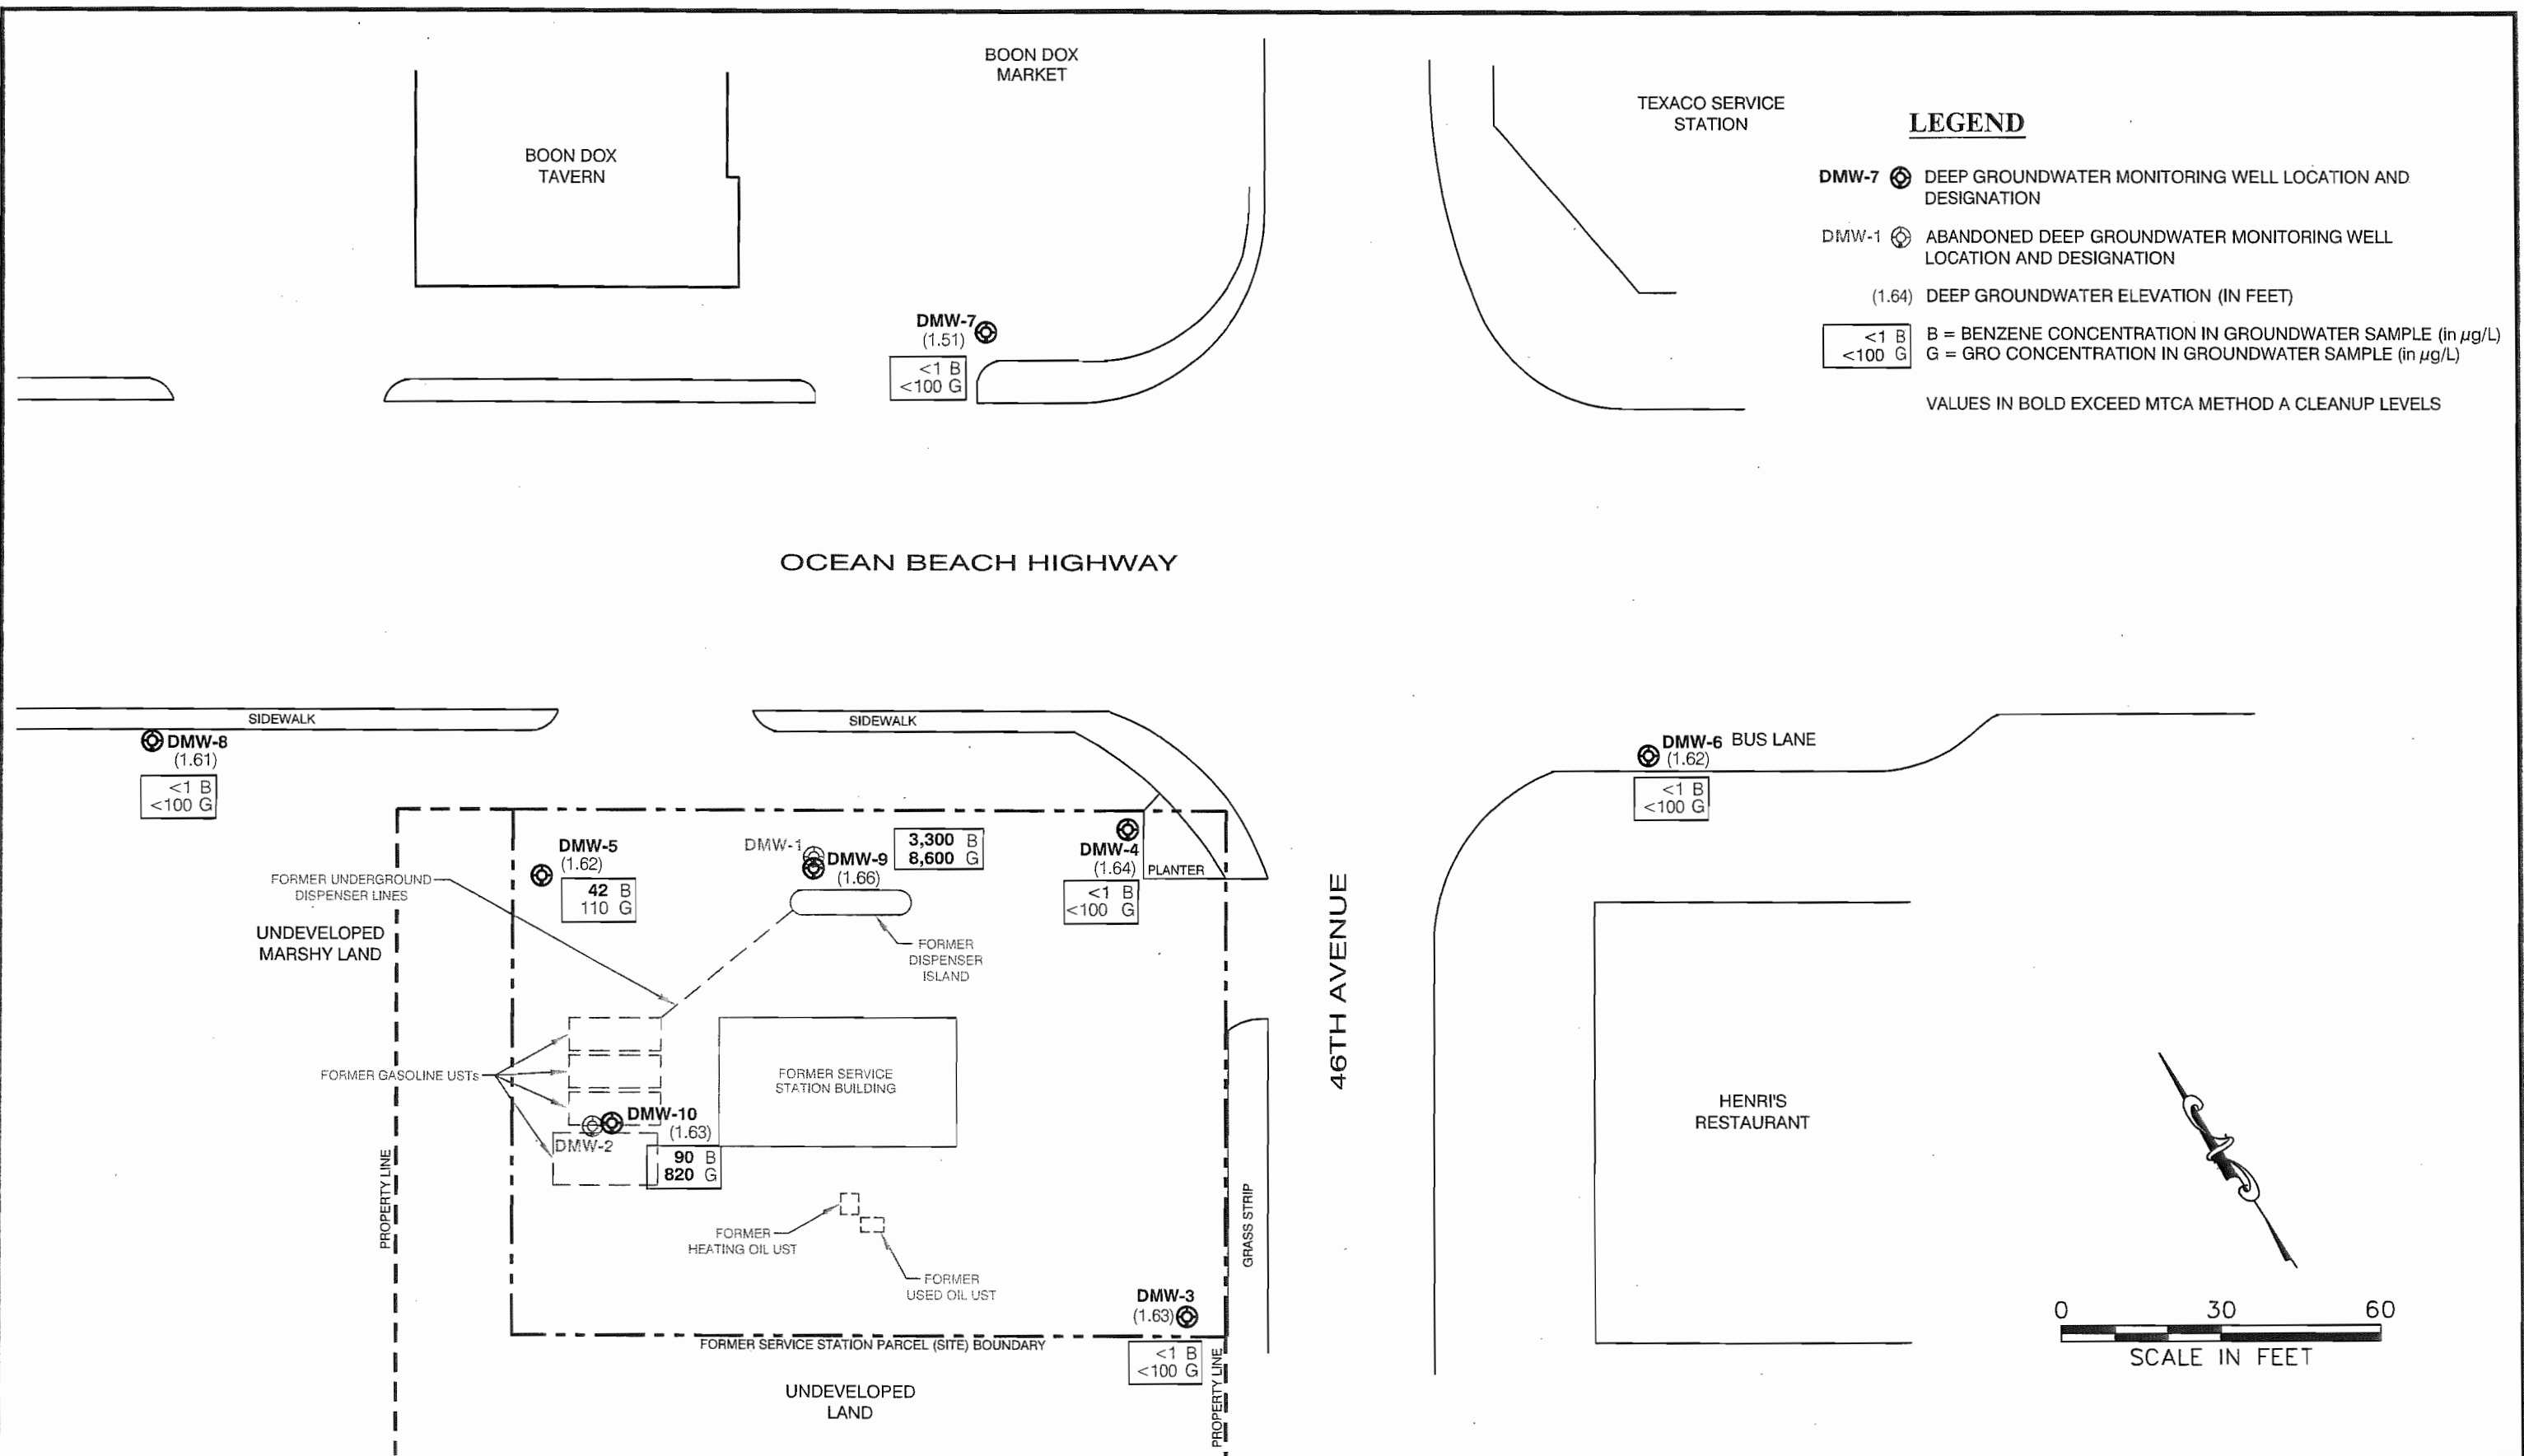 BOON DOX
MARKET
BOON DOX
TAVERN
TEXACO SERVICE
STATION
LEGEND
DMW-7 DEEP GROUNDWATER MONITORING WELL LOCATION AND
DESIGNATION
DMW-1 ABANDONED DEEP GROUNDWATER MONITORING WELL
LOCATION AND DESIGNATION
(1.64) DEEP GROUNDWATER ELEVATION (IN FEET)
<1 B B = BENZENE CONCENTRATION IN GROUNDWATER SAMPLE (in µg/L)
<100 G G = GRO CONCENTRATION IN GROUNDWATER SAMPLE (in µg/L)
VALUES IN BOLD EXCEED MTCA METHOD A CLEANUP LEVELS
DMW-7
(1.51)
<1 B
<100 G
OCEAN BEACH HIGHWAY
SIDEWALK
SIDEWALK
DMW-8
(1.61)
<1 B
<100 G
DMW-6 BUS LANE
(1.62)
<1 B
<100 G
DMW-5
(1.62)
42 B
110 G
DMW-1
DMW-9
(1.66)
3,300 B
8,600 G
DMW-4
(1.64)
<1 B
<100 G
PLANTER
FORMER UNDERGROUND
DISPENSER LINES
UNDEVELOPED
MARSHY LAND
FORMER
DISPENSER
ISLAND
46TH AVENUE
FORMER GASOLINE USTs
FORMER SERVICE
STATION BUILDING
DMW-10
(1.63)
DMW-2
90 B
820 G
HENRI'S
RESTAURANT
PROPERTY LINE
GRASS STRIP
FORMER
HEATING OIL UST
FORMER
USED OIL UST
DMW-3
(1.63)
<1 B
<100 G
FORMER SERVICE STATION PARCEL (SITE) BOUNDARY
PROPERTY LINE
UNDEVELOPED
LAND
0 30 60
SCALE IN FEET